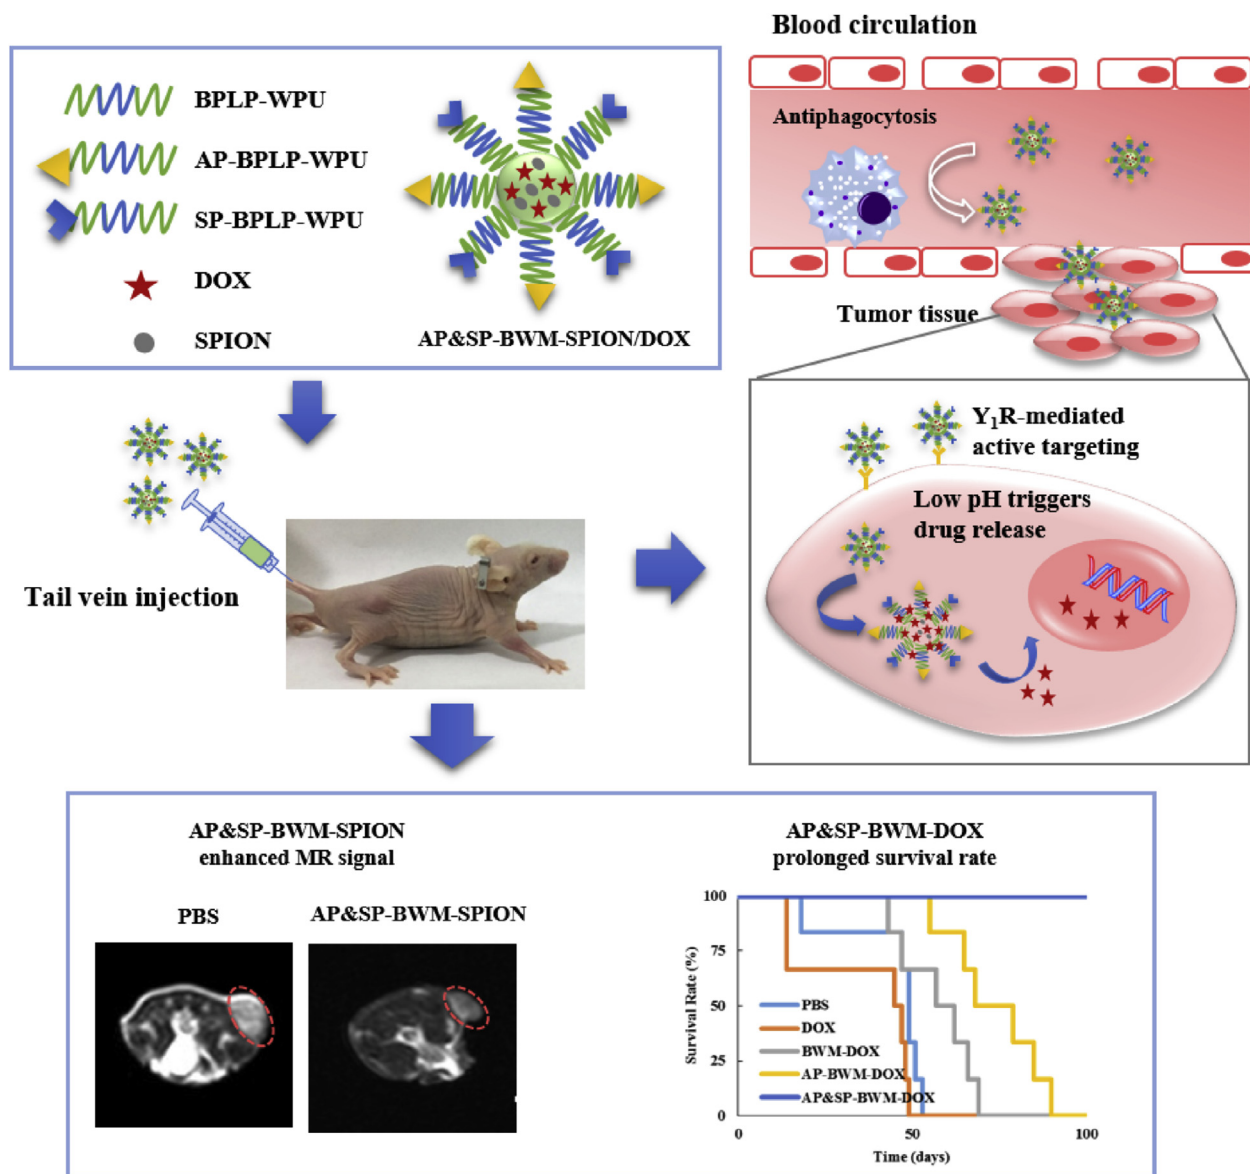 BPLP-WPU
AP-BPLP-WPU
SP-BPLP-WPU
DOX
SPION
AP&SP-BWM-SPION/DOX
Blood circulation
Antiphagocytosis
Tumor tissue
Y₁R-mediated
active targeting
Low pH triggers
drug release
Tail vein injection
AP&SP-BWM-SPION
enhanced MR signal
PBS
AP&SP-BWM-SPION
AP&SP-BWM-DOX
prolonged survival rate
100
75
50
25
0
Survival Rate (%)
PBS
DOX
BWM-DOX
AP-BWM-DOX
AP&SP-BWM-DOX
0
50
100
Time (days)